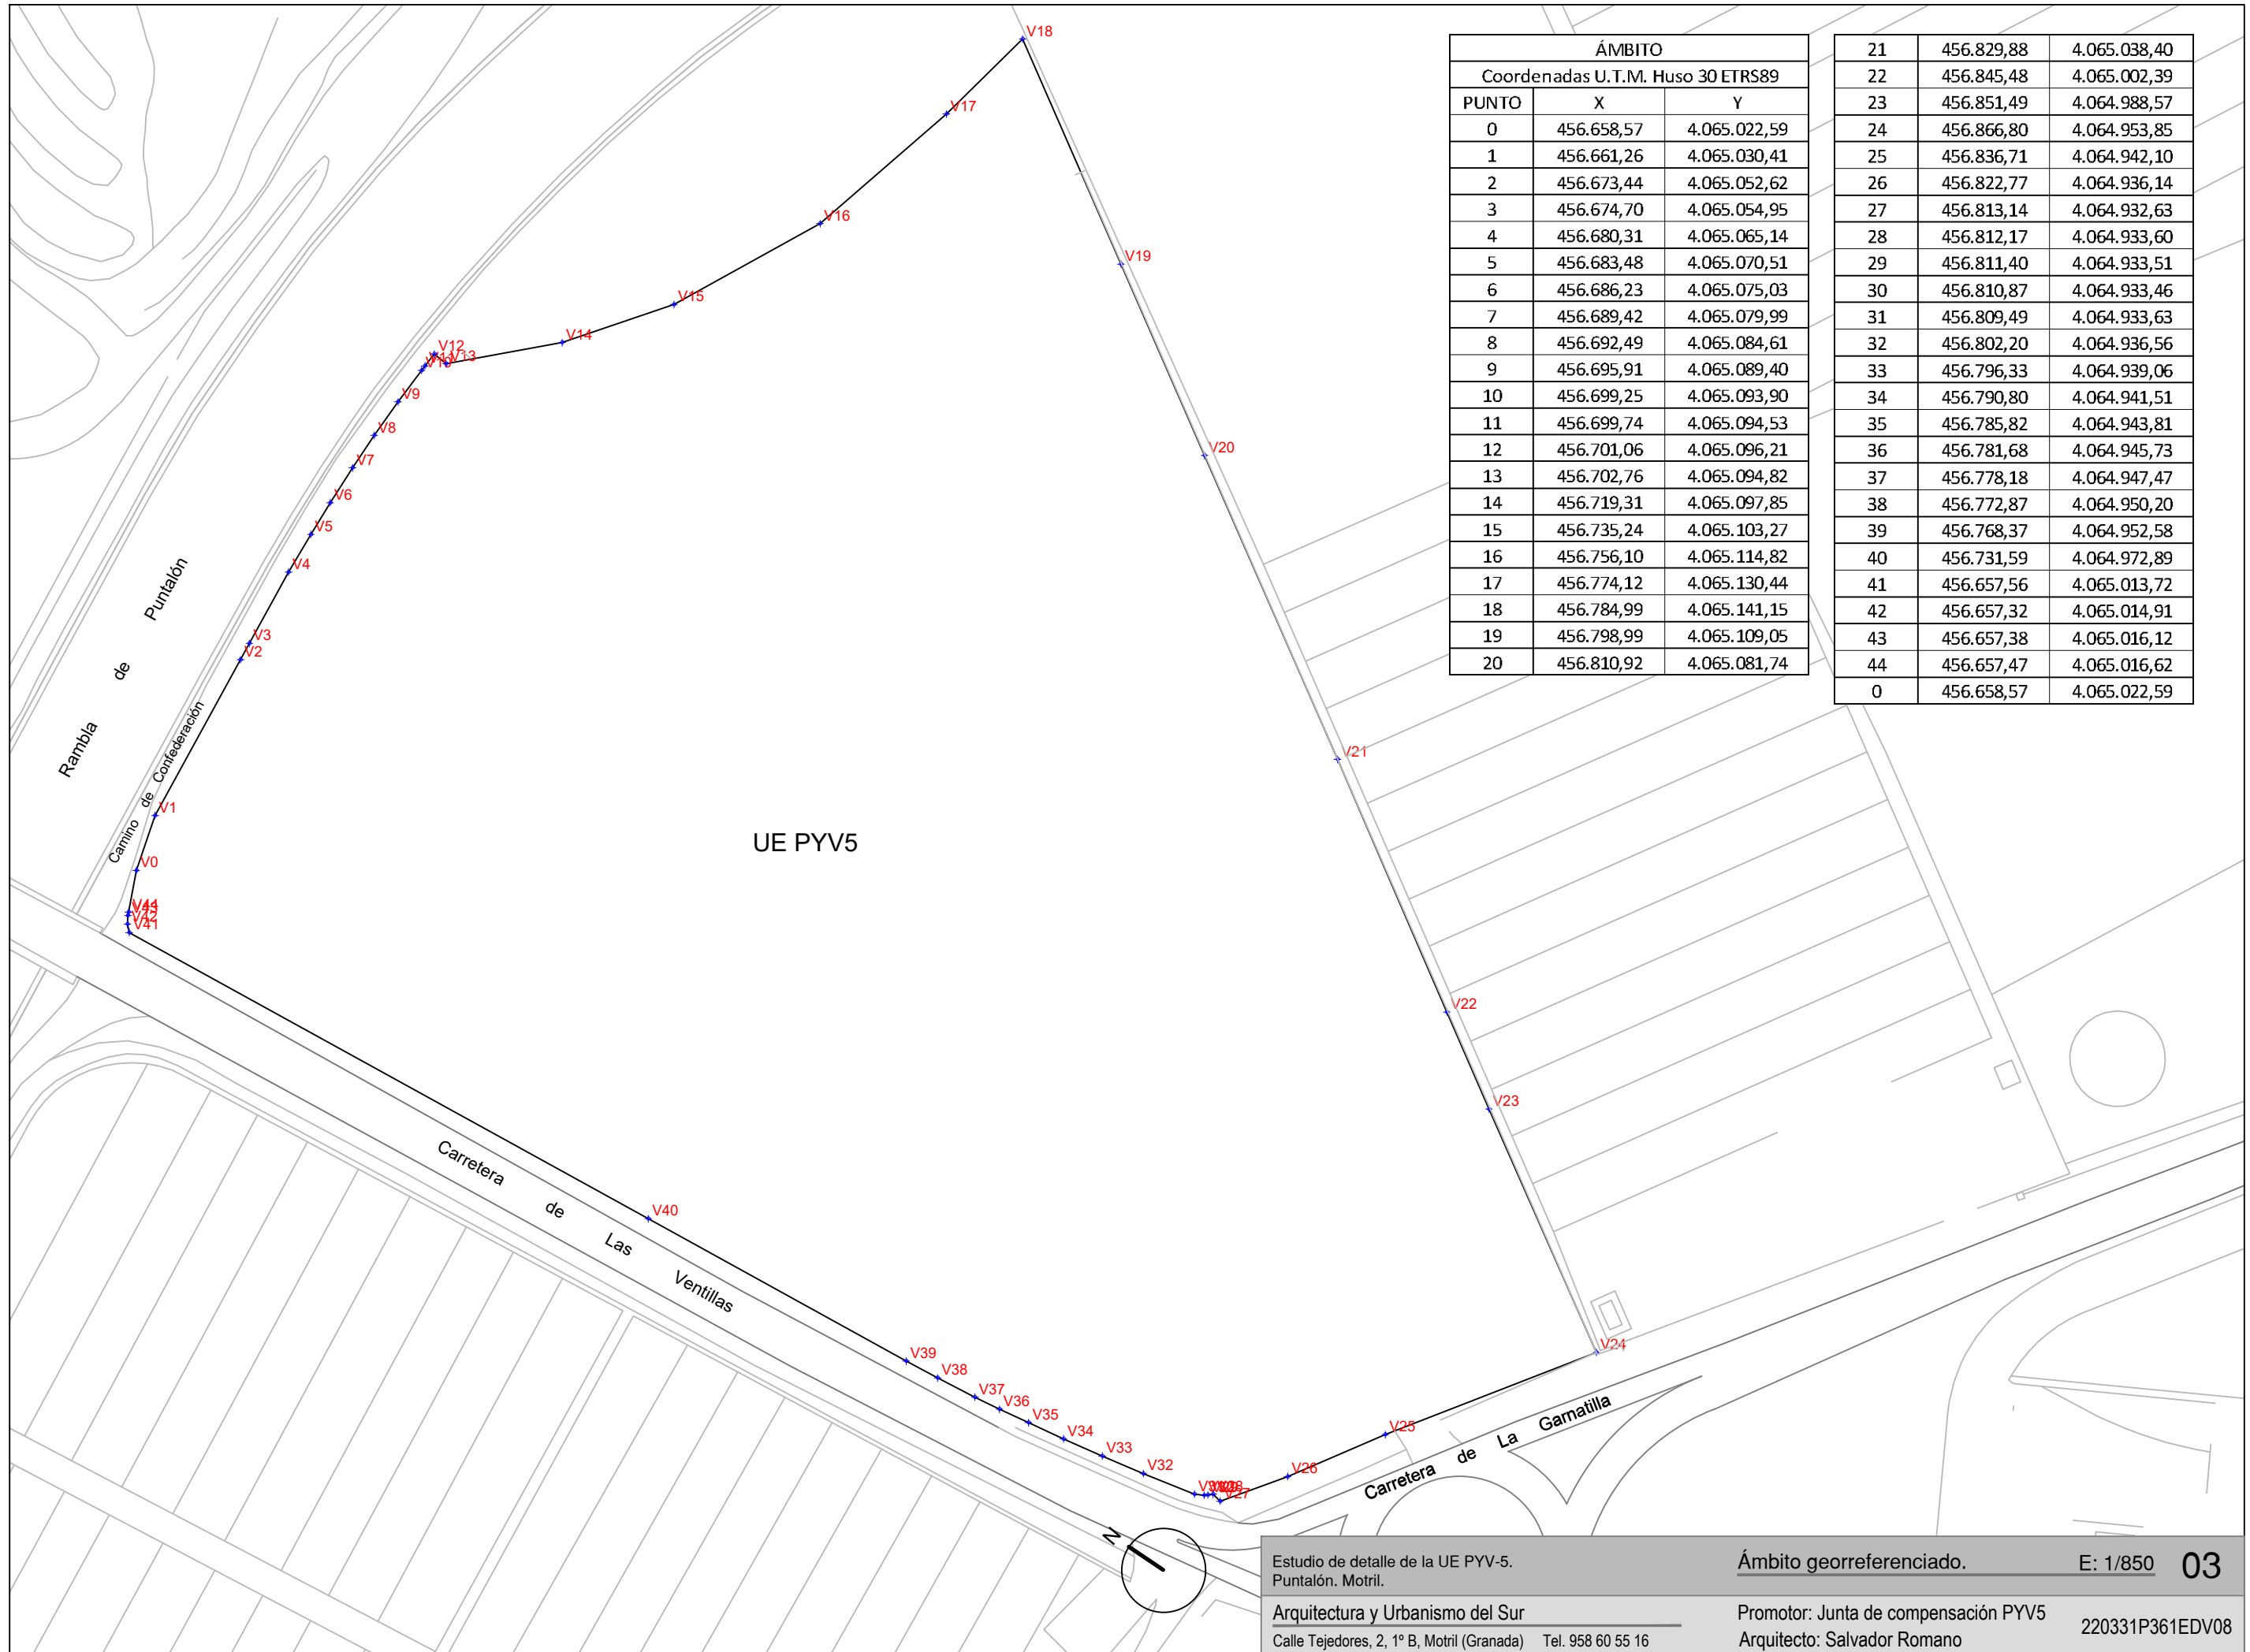 ÁMBITO
Coordenadas U.T.M. Huso 30 ETRS89
PUNTO X Y
0 456.658,57 4.065.022,59
1 456.661,26 4.065.030,41
2 456.673,44 4.065.052,62
3 456.674,70 4.065.054,95
4 456.680,31 4.065.065,14
5 456.683,48 4.065.070,51
6 456.686,23 4.065.075,03
7 456.689,42 4.065.079,99
8 456.692,49 4.065.084,61
9 456.695,91 4.065.089,40
10 456.699,25 4.065.093,90
11 456.699,74 4.065.094,53
12 456.701,06 4.065.096,21
13 456.702,76 4.065.094,82
14 456.719,31 4.065.097,85
15 456.735,24 4.065.103,27
16 456.756,10 4.065.114,82
17 456.774,12 4.065.130,44
18 456.784,99 4.065.141,15
19 456.798,99 4.065.109,05
20 456.810,92 4.065.081,74
21 456.829,88 4.065.038,40
22 456.845,48 4.065.002,39
23 456.851,49 4.064.988,57
24 456.866,80 4.064.953,85
25 456.836,71 4.064.942,10
26 456.822,77 4.064.936,14
27 456.813,14 4.064.932,63
28 456.812,17 4.064.933,60
29 456.811,40 4.064.933,51
30 456.810,87 4.064.933,46
31 456.809,49 4.064.933,63
32 456.802,20 4.064.936,56
33 456.796,33 4.064.939,06
34 456.790,80 4.064.941,51
35 456.785,82 4.064.943,81
36 456.781,68 4.064.945,73
37 456.778,18 4.064.947,47
38 456.772,87 4.064.950,20
39 456.768,37 4.064.952,58
40 456.731,59 4.064.972,89
41 456.657,56 4.065.013,72
42 456.657,32 4.065.014,91
43 456.657,38 4.065.016,12
44 456.657,47 4.065.016,62
0 456.658,57 4.065.022,59
V18
V17
V16
V19
V15
V14
V12
V13
V9
V20
V8
V7
V6
V5
V4
V3
V2
V21
V1
V0
V44
V42
V41
V22
V23
V40
V24
V39
V38
V37
V36
V35
V34
V33
V32
V25
V26
V27
Rambla de Puntalón
Camino de Confederación
UE PYV5
Carretera de Las Ventillas
Carretera de La Garnatilla
N
Estudio de detalle de la UE PYV-5.
Puntalón. Motril.
Ámbito georreferenciado. E: 1/850 03
Arquitectura y Urbanismo del Sur
Calle Tejedores, 2, 1º B, Motril (Granada) Tel. 958 60 55 16
Promotor: Junta de compensación PYV5
Arquitecto: Salvador Romano
220331P361EDV08